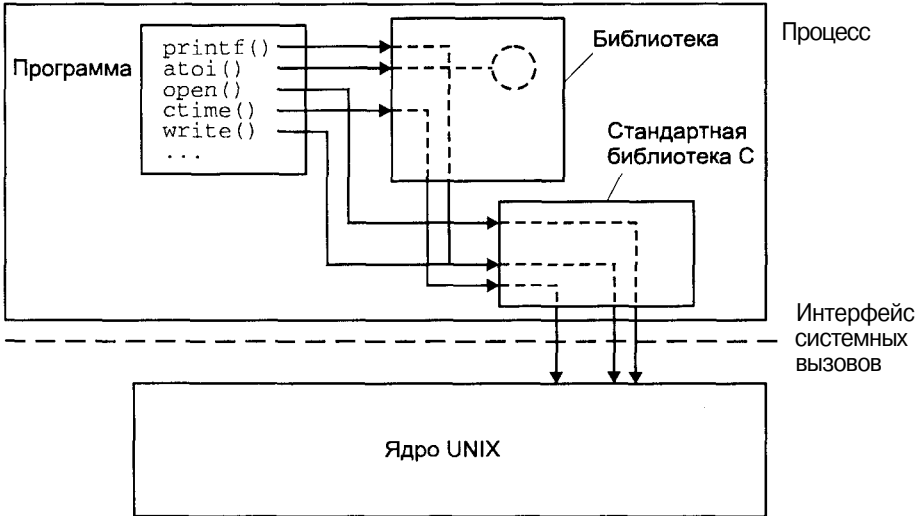 Процесс
Программа
printf()
atoi()
open()
ctime()
write()
...
Библиотека
Стандартная
библиотека C
Интерфейс
системных
вызовов
Ядро UNIX